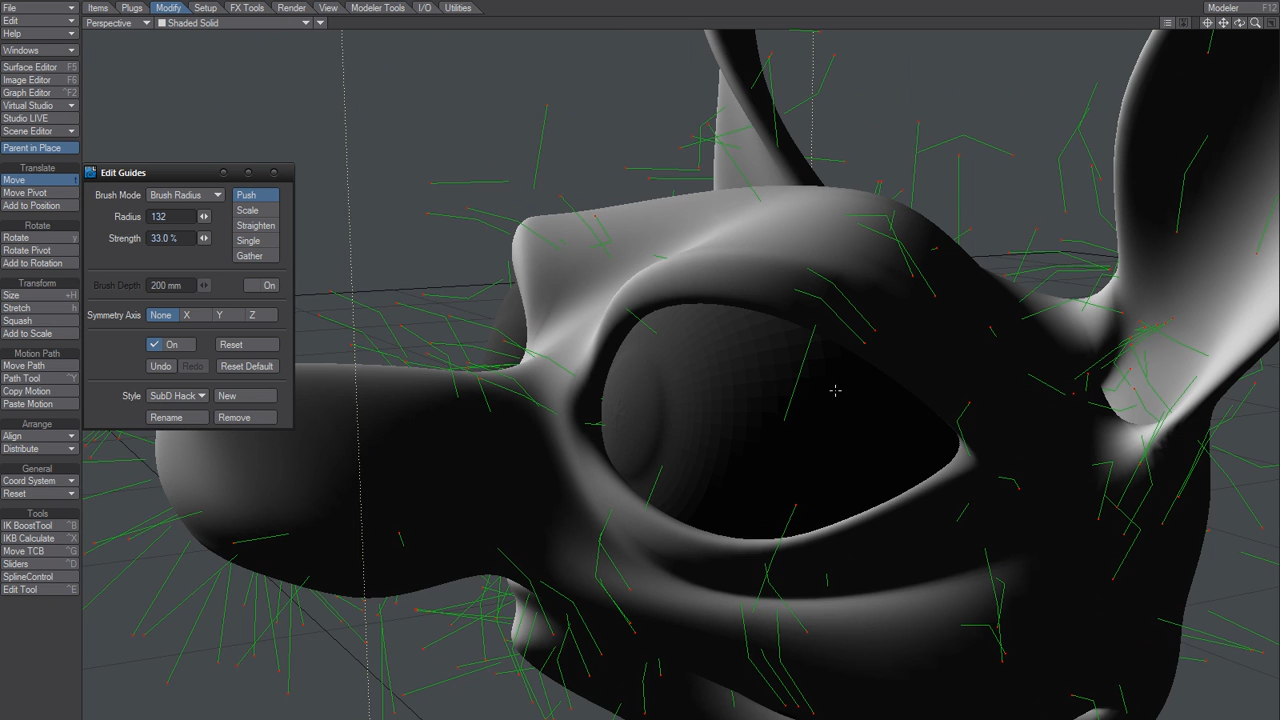 File Items Plugs Modify Setup FX Tools Render View Modeler Tools I/O Utilities Modeler F12
Edit Perspective Shaded Solid
Help
Windows
Surface Editor F5
Image Editor F6
Graph Editor ^F2
Virtual Studio
Studio LIVE
Scene Editor
Parent in Place
Translate
Move t
Move Pivot
Add to Position
Rotate
Rotate y
Rotate Pivot
Add to Rotation
Transform
Size +H
Stretch h
Squash
Add to Scale
Motion Path
Move Path
Path Tool ^Y
Copy Motion
Paste Motion
Arrange
Align
Distribute
General
Coord System
Reset
Tools
IK BoostTool ^B
IKB Calculate ^X
Move TCB ^G
Sliders ^D
SplineControl
Edit Tool ^E
Edit Guides
Brush Mode Brush Radius Push
Radius 132 Scale
Straighten
Strength 33.0 % Single
Gather
Brush Depth 200 mm On
Symmetry Axis None X Y Z
On Reset
Undo Redo Reset Default
Style SubD Hack New
Rename Remove